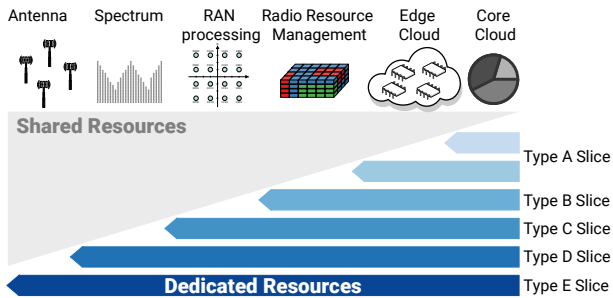 Antenna
Spectrum
RAN
processing
Radio Resource
Management
Edge
Cloud
Core
Cloud
Shared Resources
Type A Slice
Type B Slice
Type C Slice
Type D Slice
Dedicated Resources
Type E Slice